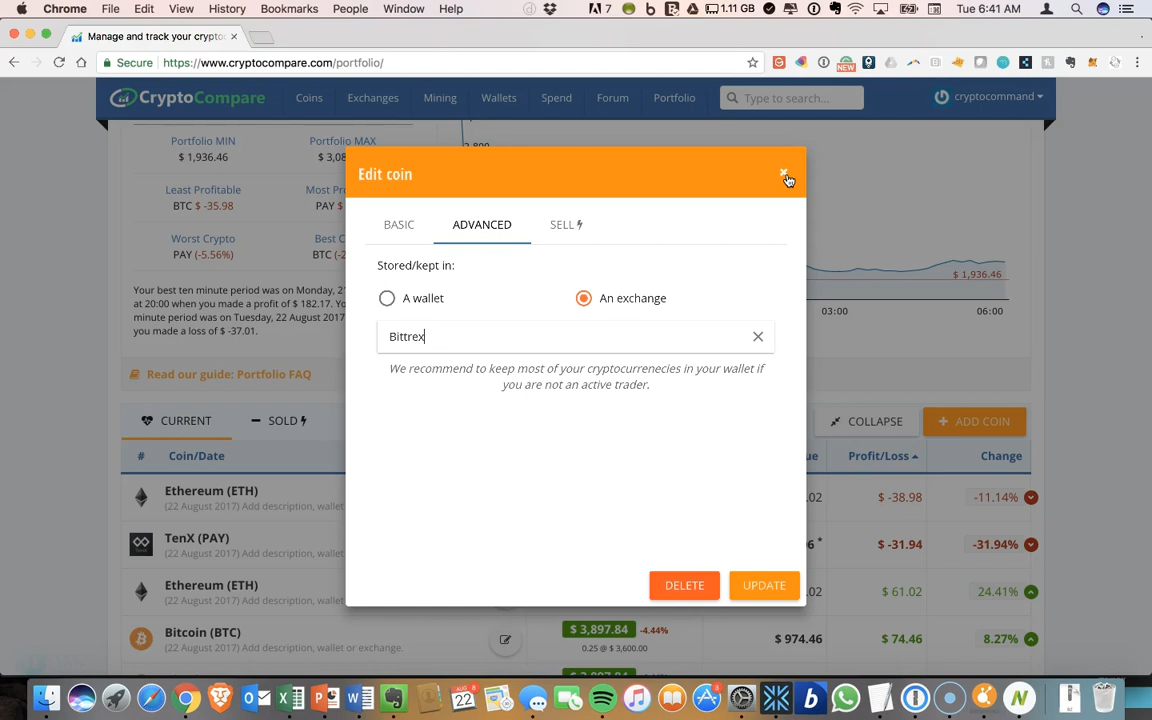 Chrome File Edit View History Bookmarks People Window Help 7 1.11 GB Tue 6:41 AM
Manage and track your crypto
Secure https://www.cryptocompare.com/portfolio/
NEW
CryptoCompare Coins Exchanges Mining Wallets Spend Forum Portfolio Type to search... cryptocommand
Portfolio MIN Portfolio MAX
$ 1,936.46
Least Profitable
BTC $ -35.98
Worst Crypto
PAY (-5.56%)
Your best ten minute period was on Monday,
at 20:00 when you made a profit of $ 182.17.
minute period was on Tuesday, 22 August 2017
you made a loss of $ -37.01.
Read our guide: Portfolio FAQ
$ 1,936.46
03:00 06:00
Edit coin
BASIC ADVANCED SELL
Stored/kept in:
A wallet An exchange
Bittrex
We recommend to keep most of your cryptocurrenecies in your wallet if
you are not an active trader.
DELETE UPDATE
CURRENT SOLD COLLAPSE + ADD COIN
# Coin/Date Profit/Loss Change
Ethereum (ETH) $ -38.98 -11.14%
(22 August 2017) Add description, wallet
TenX (PAY) $ -31.94 -31.94%
(22 August 2017) Add description, wallet
Ethereum (ETH) $ 61.02 24.41%
(22 August 2017) Add description, wallet
Bitcoin (BTC) $ 3,897.84 -4.44% $ 974.46 $ 74.46 8.27%
(22 August 2017) Add description, wallet or exchange. 0.25 @ $ 3,600.00
AUG 22